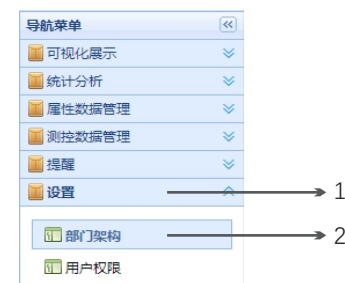 导航菜单
可视化展示
统计分析
属性数据管理
测控数据管理
提醒
设置 1
部门架构 2
用户权限